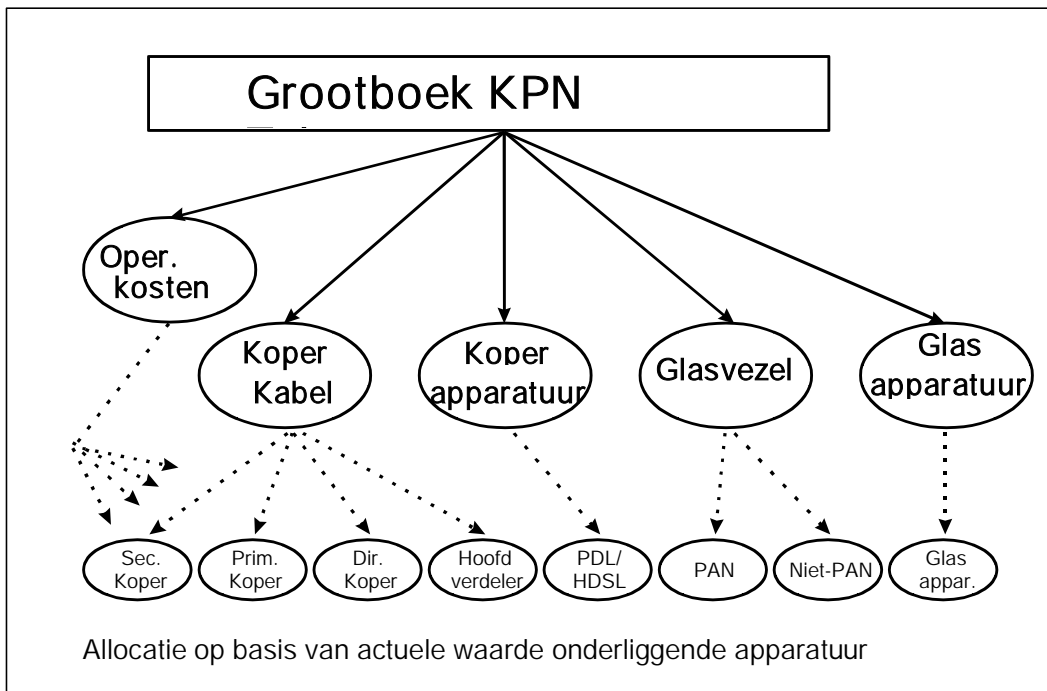 Grootboek KPN
Oper.
kosten
Koper
Kabel
Koper
apparatuur
Glasvezel
Glas
apparatuur
Sec.
Koper
Prim.
Koper
Dir.
Koper
Hoofd
verdeler
PDL/
HDSL
PAN
Niet-PAN
Glas
appar.
Allocatie op basis van actuele waarde onderliggende apparatuur